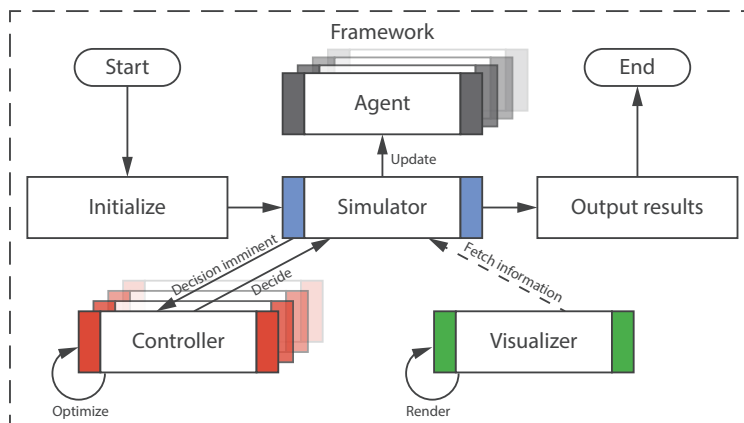 Framework
Start
End
Agent
Update
Initialize
Simulator
Output results
Decision imminent
Decide
Fetch information
Controller
Visualizer
Optimize
Render